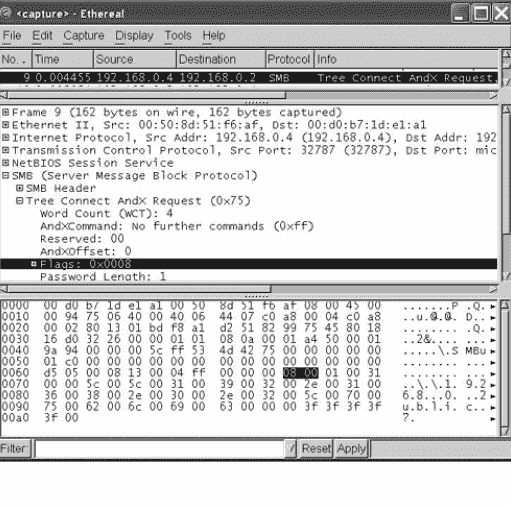 <capture> - Ethereal
File Edit Capture Display Tools Help
No. . Time Source Destination Protocol Info
9 0.004455 192.168.0.4 192.168.0.2 SMB Tree Connect AndX Request,
Frame 9 (162 bytes on wire, 162 bytes captured)
Ethernet II, Src: 00:50:8d:51:f6:af, Dst: 00:d0:b7:1d:e1:a1
Internet Protocol, Src Addr: 192.168.0.4 (192.168.0.4), Dst Addr: 192
Transmission Control Protocol, Src Port: 32787 (32787), Dst Port: mic
NetBIOS Session Service
SMB (Server Message Block Protocol)
SMB Header
Tree Connect AndX Request (0x75)
Word Count (WCT): 4
AndXCommand: No further commands (0xff)
Reserved: 00
AndXOffset: 0
Flags: 0x0008
Password Length: 1
0000 00 d0 b7 1d e1 a1 00 50 8d 51 f6 af 08 00 45 00 .......P .Q..
0010 00 94 75 06 40 00 40 06 44 07 c0 a8 00 04 c0 a8 ..u.@.@. D...
0020 00 02 80 13 01 bd f8 a1 d2 51 82 99 75 45 80 18 ........ .Q..
0030 16 d0 32 26 00 00 01 01 08 0a 00 01 a4 50 00 01 ..2&.... ....
0040 9a 94 00 00 00 5c ff 53 4d 42 75 00 00 00 00 00 .....\.S MBu.
0050 01 c0 00 00 00 00 00 00 00 00 00 00 00 00 00 00 ........ ....
0060 d5 05 00 08 13 00 04 ff 00 00 00 08 00 01 00 31 ........ ....
0070 00 00 5c 00 5c 00 31 00 39 00 32 00 2e 00 31 00 ..\.\.1. 9.2
0080 36 00 38 00 2e 00 30 00 2e 00 32 00 5c 00 70 00 6.8...0. ..2
0090 75 00 62 00 6c 00 69 00 63 00 00 00 3f 3f 3f 3f u.b.l.i. c..
00a0 3f 00 ?.
Filter: Reset Apply